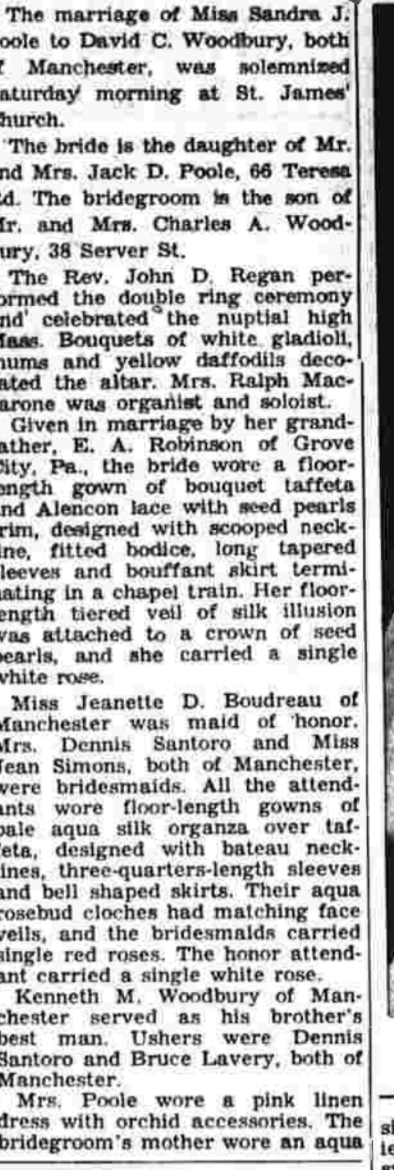 The marriage of Miss Sandra J.
oole to David C. Woodbury, both
f Manchester, was solemnized
aturday morning at St. James'
hurch.
The bride is the daughter of Mr.
nd Mrs. Jack D. Poole, 66 Teresa
d. The bridegroom is the son of
Mr. and Mrs. Charles A. Wood-
ury, 38 Server St.
The Rev. John D. Regan per-
ormed the double ring ceremony
nd celebrated the nuptial high
Mass. Bouquets of white gladioli,
mums and yellow daffodils deco-
ated the altar. Mrs. Ralph Mac-
arone was organist and soloist.
Given in marriage by her grand-
ather, E. A. Robinson of Grove
City, Pa., the bride wore a floor-
ength gown of bouquet taffeta
nd Alencon lace with seed pearls
rim, designed with scooped neck-
ine, fitted bodice, long tapered
leeves and bouffant skirt termi-
ating in a chapel train. Her floor-
ength tiered veil of silk illusion
was attached to a crown of seed
pearls, and she carried a single
white rose.
Miss Jeanette D. Boudreau of
Manchester was maid of honor.
Mrs. Dennis Santoro and Miss
Jean Simons, both of Manchester,
were bridesmaids. All the attend-
ants wore floor-length gowns of
pale aqua silk organza over taf-
feta, designed with bateau neck-
lines, three-quarters-length sleeves
and bell shaped skirts. Their aqua
rosebud cloches had matching face
veils, and the bridesmaids carried
single red roses. The honor attend-
ant carried a single white rose.
Kenneth M. Woodbury of Man-
chester served as his brother's
best man. Ushers were Dennis
Santoro and Bruce Lavery, both of
Manchester.
Mrs. Poole wore a pink linen
dress with orchid accessories. The
bridegroom's mother wore an aqua